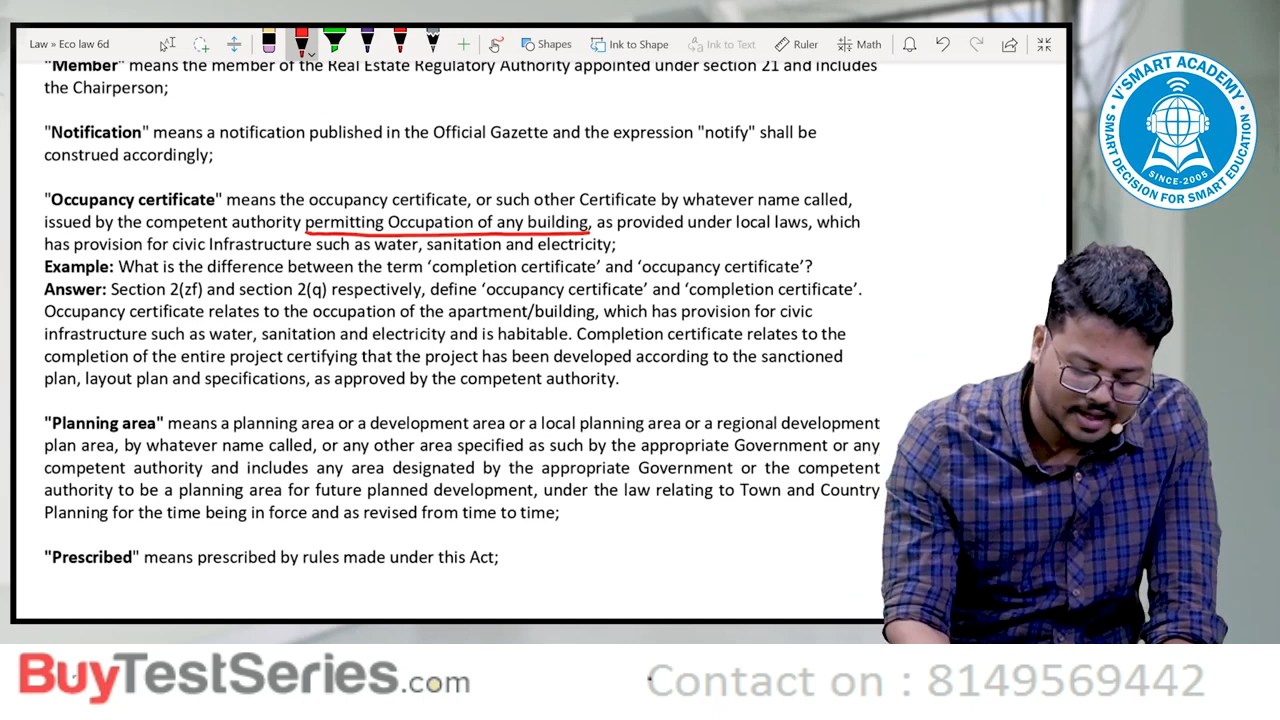 Law » Eco law 6d
Shapes
Ink to Shape
Ink to Text
Ruler
Math
"Member" means the member of the Real Estate Regulatory Authority appointed under section 21 and includes
the Chairperson;
"Notification" means a notification published in the Official Gazette and the expression "notify" shall be
construed accordingly;
"Occupancy certificate" means the occupancy certificate, or such other Certificate by whatever name called,
issued by the competent authority permitting Occupation of any building, as provided under local laws, which
has provision for civic Infrastructure such as water, sanitation and electricity;
Example: What is the difference between the term ‘completion certificate’ and ‘occupancy certificate’?
Answer: Section 2(zf) and section 2(q) respectively, define ‘occupancy certificate’ and ‘completion certificate’.
Occupancy certificate relates to the occupation of the apartment/building, which has provision for civic
infrastructure such as water, sanitation and electricity and is habitable. Completion certificate relates to the
completion of the entire project certifying that the project has been developed according to the sanctioned
plan, layout plan and specifications, as approved by the competent authority.
"Planning area" means a planning area or a development area or a local planning area or a regional development
plan area, by whatever name called, or any other area specified as such by the appropriate Government or any
competent authority and includes any area designated by the appropriate Government or the competent
authority to be a planning area for future planned development, under the law relating to Town and Country
Planning for the time being in force and as revised from time to time;
"Prescribed" means prescribed by rules made under this Act;
V'SMART ACADEMY
SINCE-2005
SMART DECISION FOR SMART EDUCATION
BuyTestSeries.com
Contact on : 8149569442